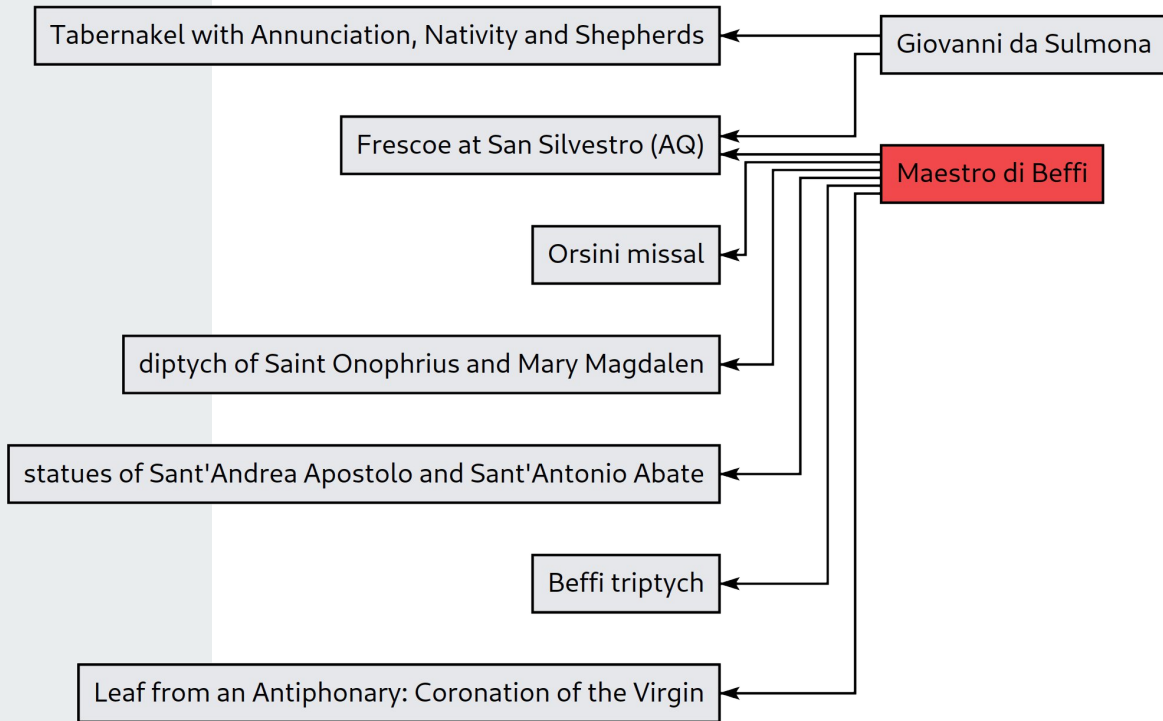 Tabernakel with Annunciation, Nativity and Shepherds
Giovanni da Sulmona
Frescoe at San Silvestro (AQ)
Maestro di Beffi
Orsini missal
diptych of Saint Onophrius and Mary Magdalen
statues of Sant'Andrea Apostolo and Sant'Antonio Abate
Beffi triptych
Leaf from an Antiphonary: Coronation of the Virgin